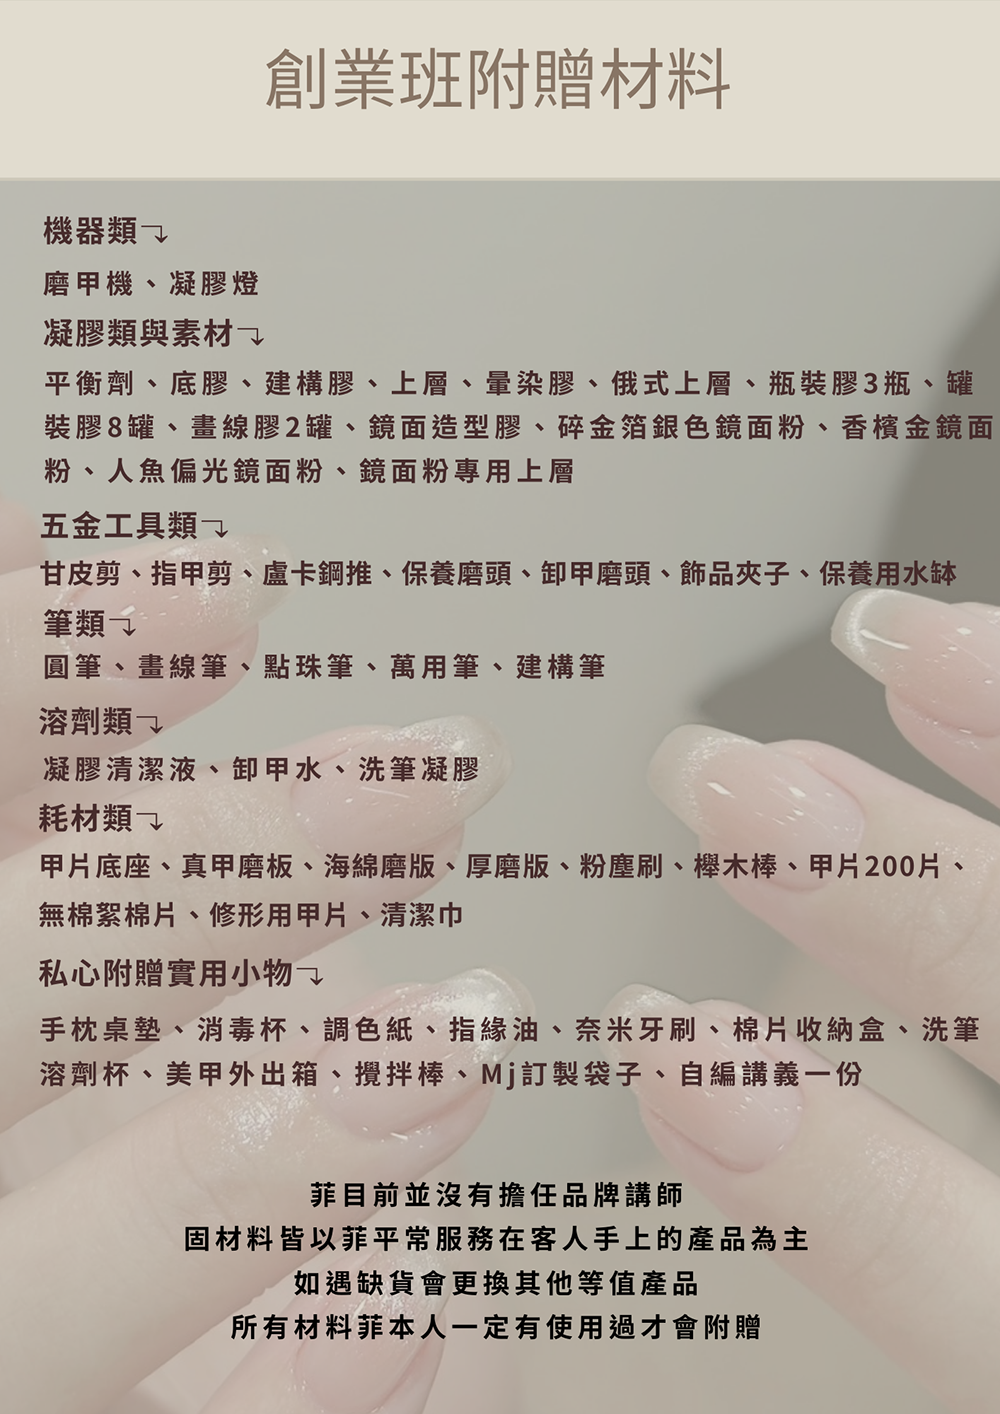 創業班附贈材料
機器類
磨甲機、凝膠燈
凝膠類與素材
平衡劑、底膠、建構膠、上層、暈染膠、俄式上層、瓶裝膠3瓶、罐
裝膠8罐、畫線膠2罐、鏡面造型膠、碎金箔銀色鏡面粉、香檳金鏡面
粉、人魚偏光鏡面粉、鏡面粉專用上層
五金工具類
甘皮剪、指甲剪、盧卡鋼推、保養磨頭、卸甲磨頭、飾品夾子、保養用水缽
筆類
圓筆、畫線筆、點珠筆、萬用筆、建構筆
溶劑類
凝膠清潔液、卸甲水、洗筆凝膠
耗材類
甲片底座、真甲磨板、海綿磨版、厚磨版、粉塵刷、櫸木棒、甲片200片、
無棉絮棉片、修形用甲片、清潔巾
私心附贈實用小物
手枕桌墊、消毒杯、調色紙、指緣油、奈米牙刷、棉片收納盒、洗筆
溶劑杯、美甲外出箱、攪拌棒、Mj訂製袋子、自編講義一份
菲目前並沒有擔任品牌講師
固材料皆以菲平常服務在客人手上的產品為主
如遇缺貨會更換其他等值產品
所有材料菲本人一定有使用過才會附贈